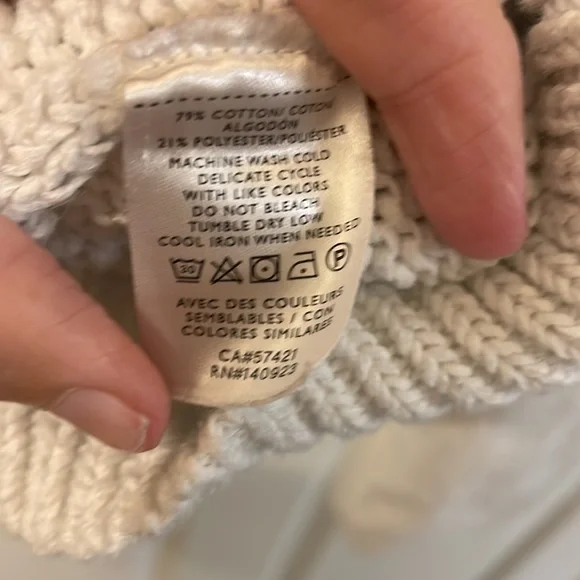 79% COTTON/ COTON
ALGODÓN
21% POLYESTER/POLIÉSTER
MACHINE WASH COLD
DELICATE CYCLE
WITH LIKE COLORS
DO NOT BLEACH
TUMBLE DRY LOW
COOL IRON WHEN NEEDED
30 P
AVEC DES COULEURS
SEMBLABLES / CON
COLORES SIMILARES
CA#57421
RN#140923